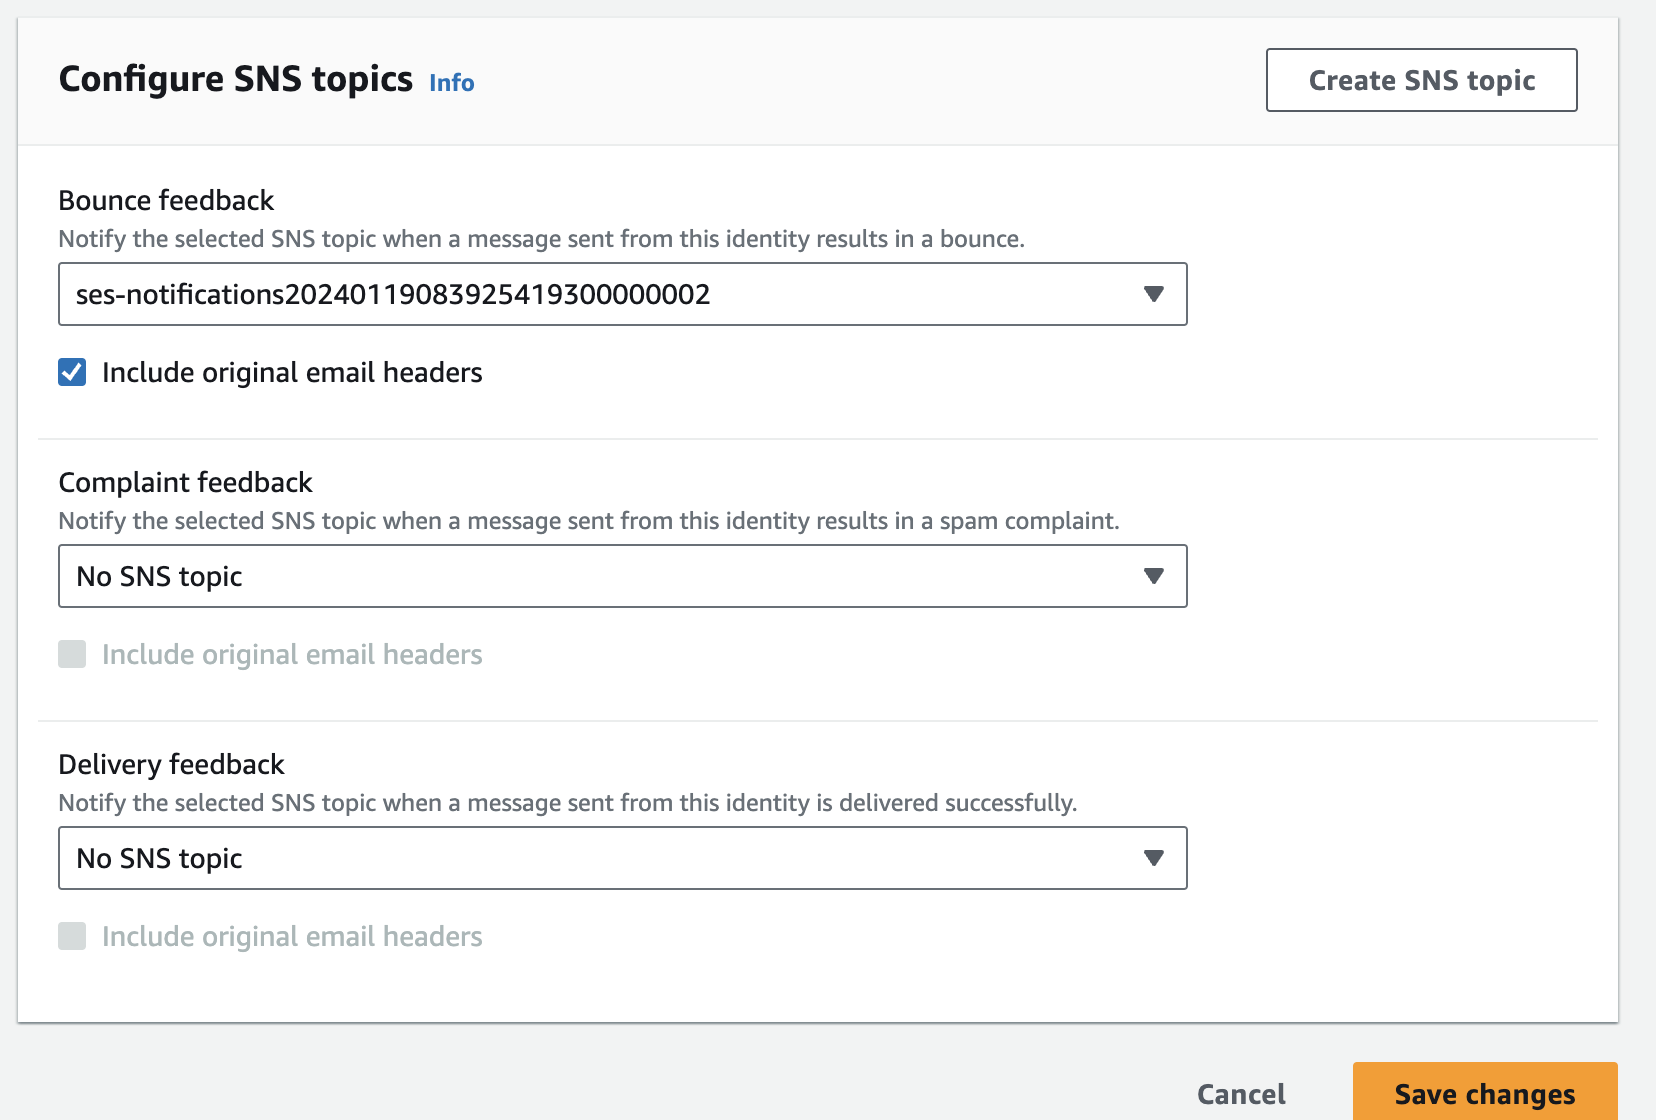 Configure SNS topics Info
Create SNS topic
Bounce feedback
Notify the selected SNS topic when a message sent from this identity results in a bounce.
ses-notifications20240119083925419300000002
Include original email headers
Complaint feedback
Notify the selected SNS topic when a message sent from this identity results in a spam complaint.
No SNS topic
Include original email headers
Delivery feedback
Notify the selected SNS topic when a message sent from this identity is delivered successfully.
No SNS topic
Include original email headers
Cancel
Save changes